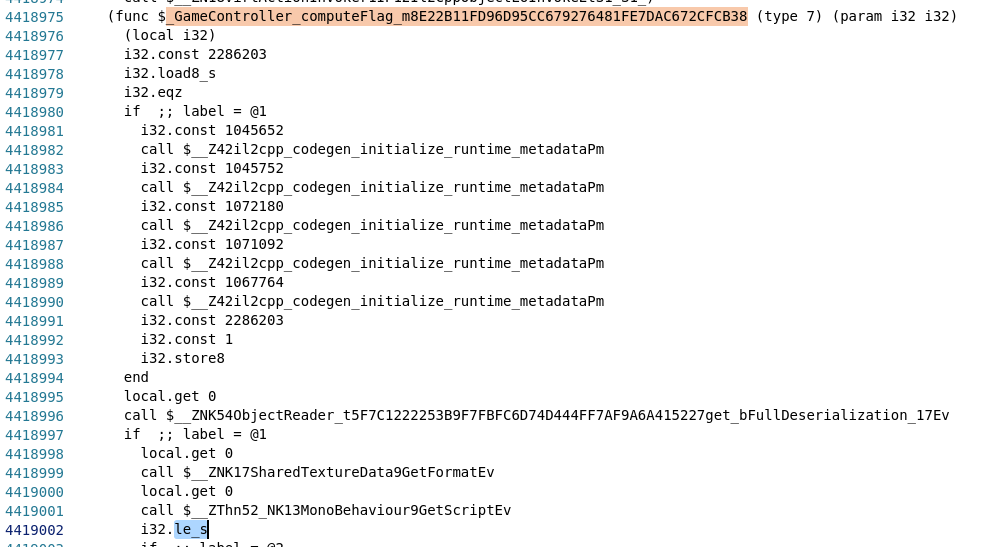 4418975 (func $_GameController_computeFlag_m8E22B11FD96D95CC679276481FE7DAC672CFCB38 (type 7) (param i32 i32)
4418976 (local i32)
4418977 i32.const 2286203
4418978 i32.load8_s
4418979 i32.eqz
4418980 if  ;; label = @1
4418981 i32.const 1045652
4418982 call $__Z42il2cpp_codegen_initialize_runtime_metadataPm
4418983 i32.const 1045752
4418984 call $__Z42il2cpp_codegen_initialize_runtime_metadataPm
4418985 i32.const 1072180
4418986 call $__Z42il2cpp_codegen_initialize_runtime_metadataPm
4418987 i32.const 1071092
4418988 call $__Z42il2cpp_codegen_initialize_runtime_metadataPm
4418989 i32.const 1067764
4418990 call $__Z42il2cpp_codegen_initialize_runtime_metadataPm
4418991 i32.const 2286203
4418992 i32.const 1
4418993 i32.store8
4418994 end
4418995 local.get 0
4418996 call $__ZNK54ObjectReader_t5F7C1222253B9F7FBFC6D74D444FF7AF9A6A415227get_bFullDeserialization_17Ev
4418997 if  ;; label = @1
4418998 local.get 0
4418999 call $__ZNK17SharedTextureData9GetFormatEv
4419000 local.get 0
4419001 call $__ZThn52_NK13MonoBehaviour9GetScriptEv
4419002 i32.le_s
4419003 if  ;; label = @2